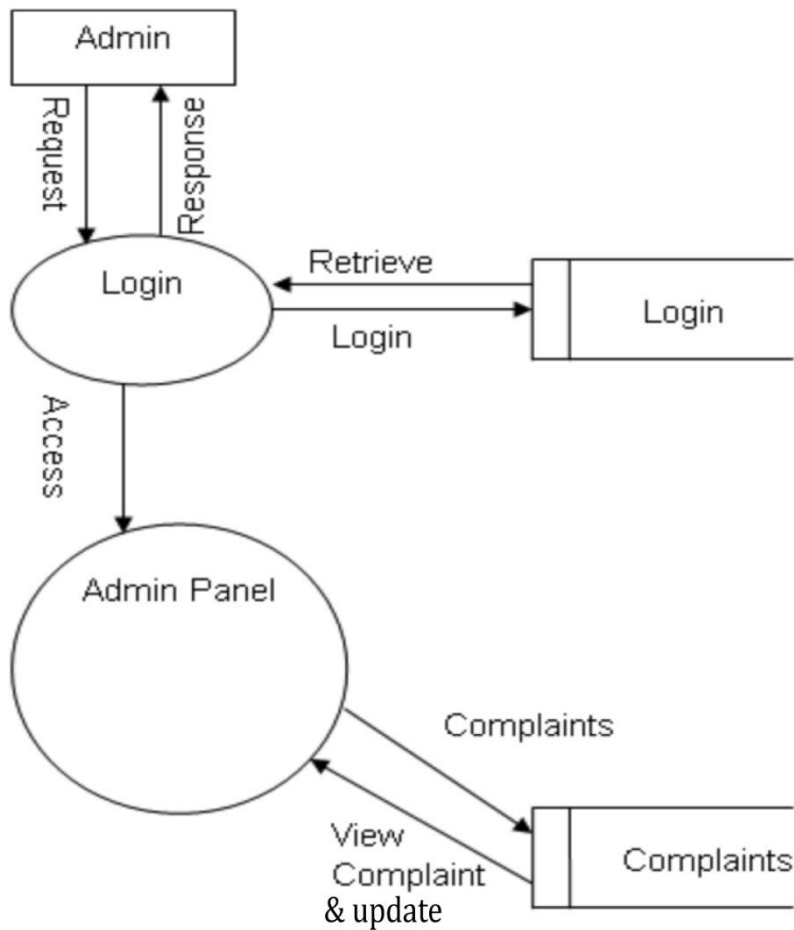 Admin
Request
Response
Login
Retrieve
Login
Login
Access
Admin Panel
Complaints
View
Complaint
& update
Complaints